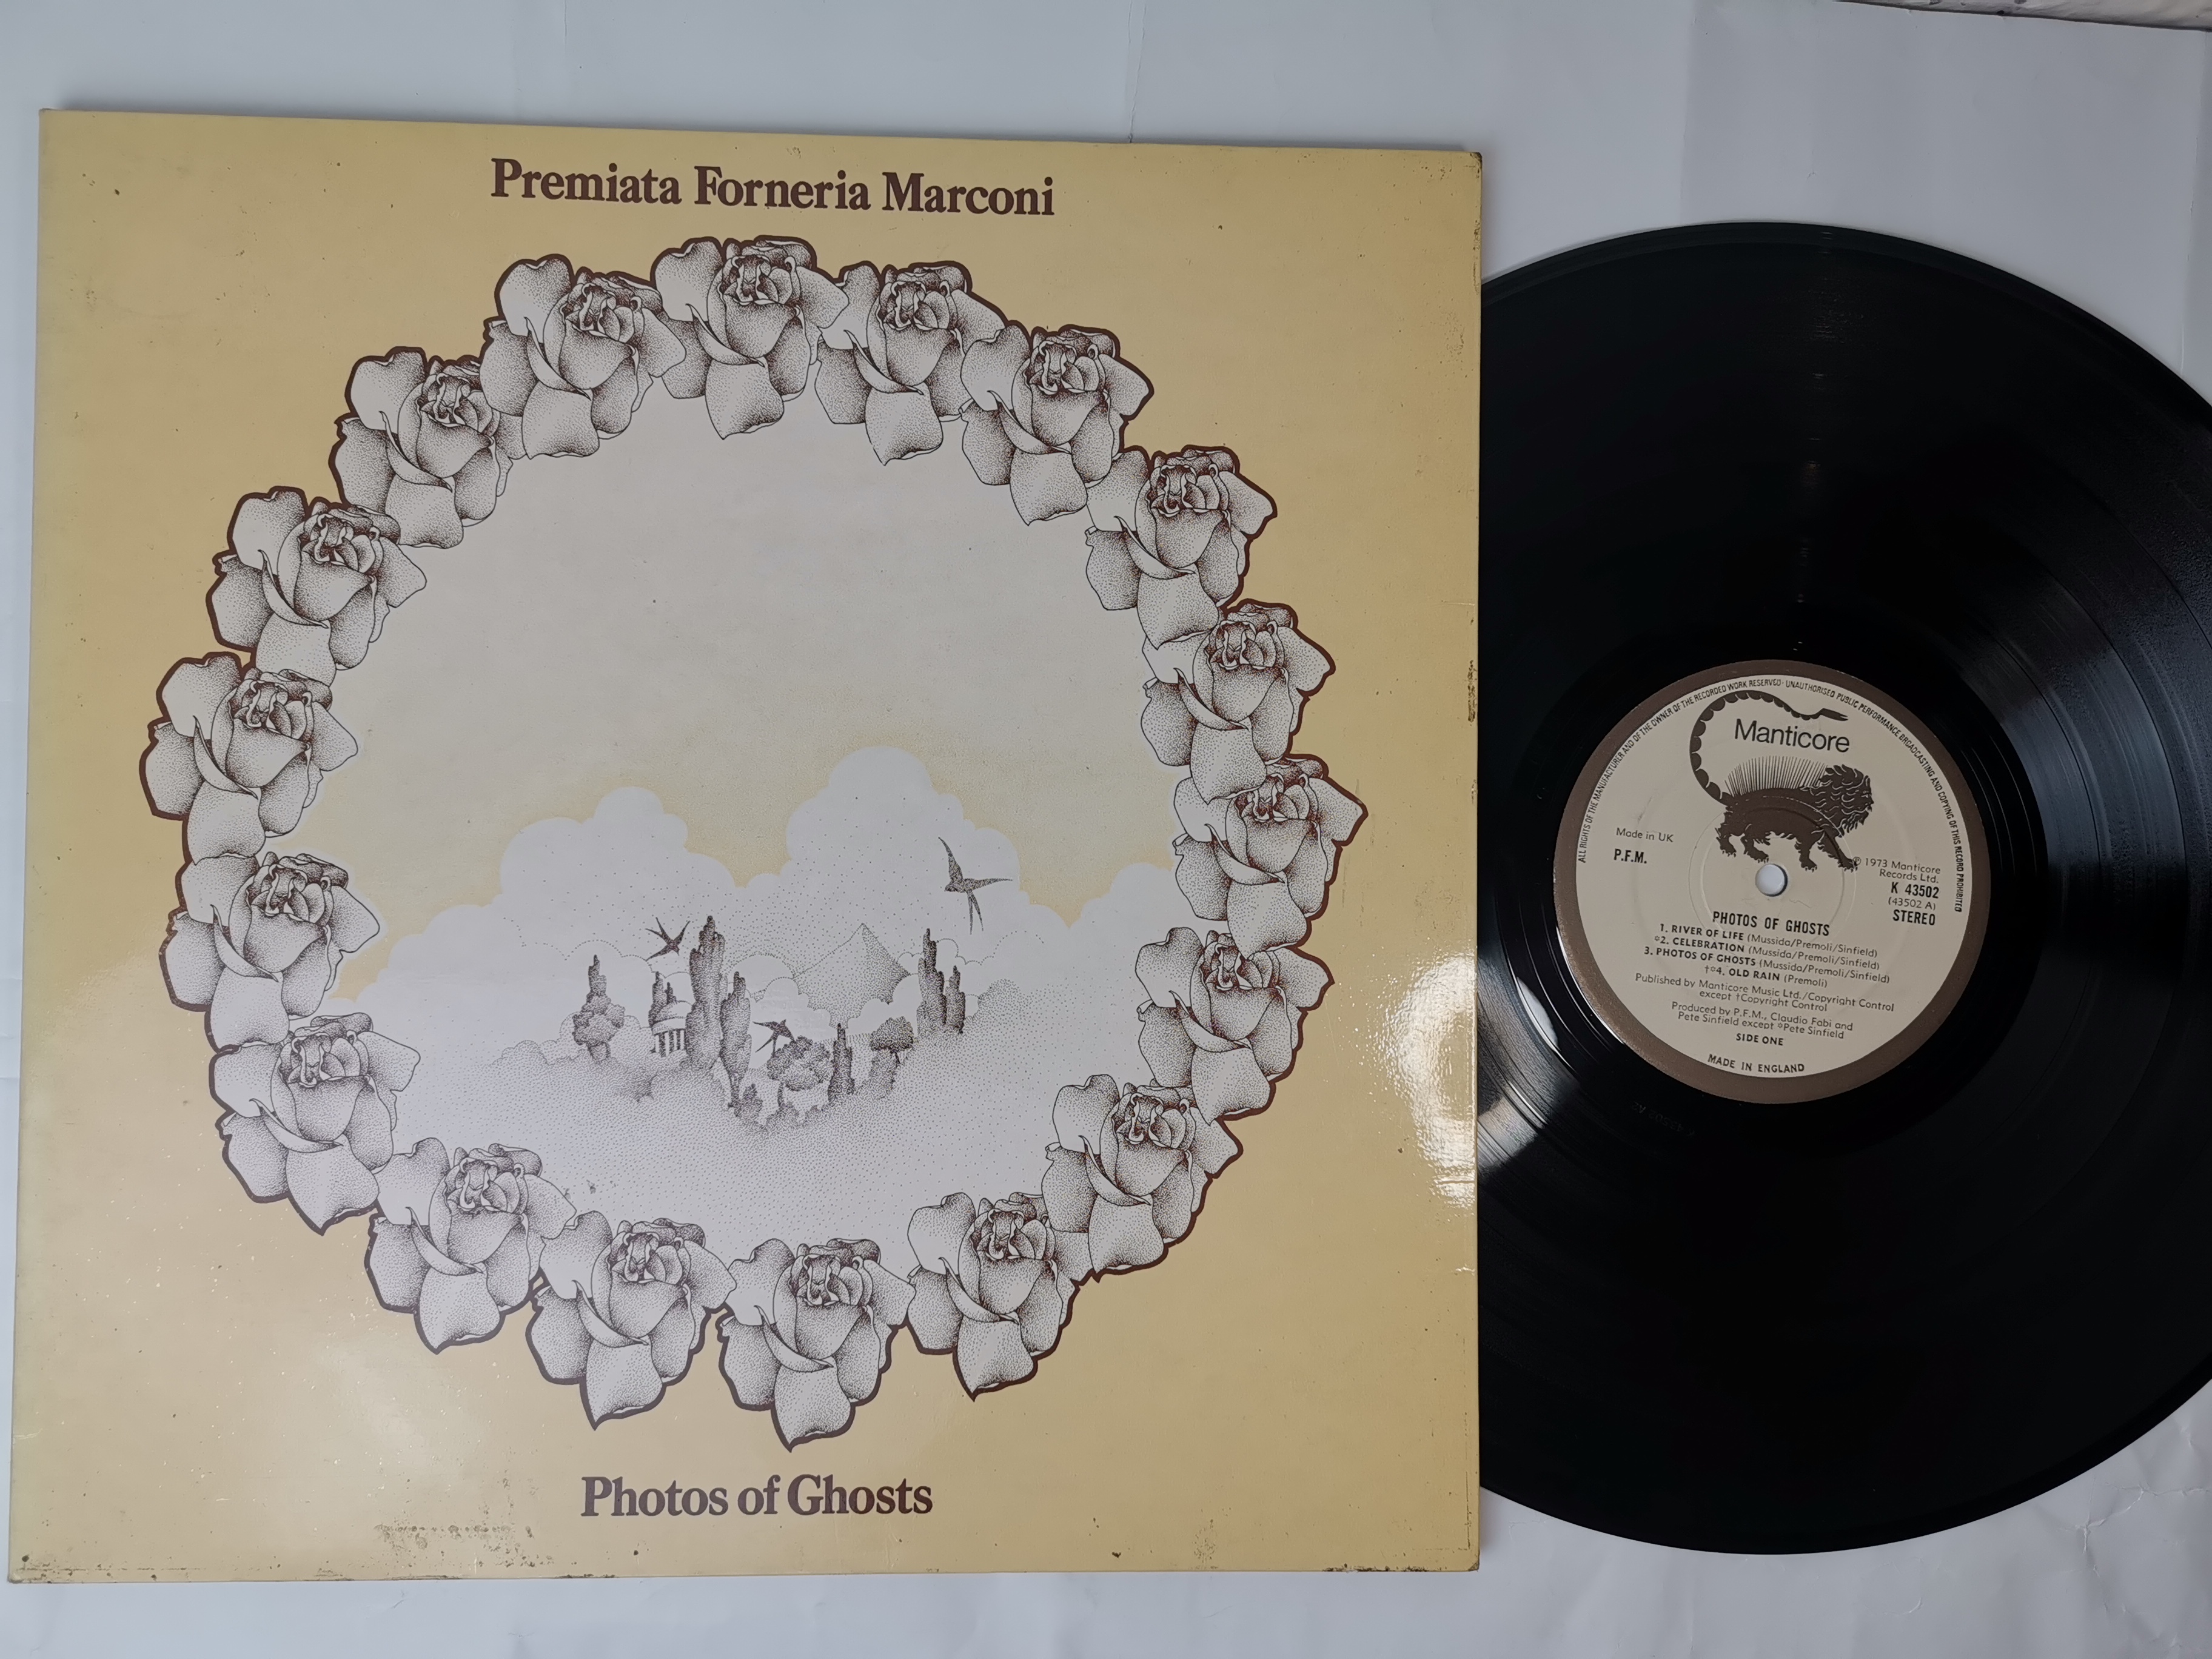 Premiata Forneria Marconi
Photos of Ghosts
ALL RIGHTS OF THE MANUFACTURER AND OF THE OWNER OF THE RECORDED WORK RESERVED · UNAUTHORISED PUBLIC PERFORMANCE BROADCASTING AND COPYING OF THIS RECORD PROHIBITED
Manticore
Made in UK
P.F.M.
℗ 1973 Manticore
Records Ltd.
K 43502
(43502 A)
STEREO
PHOTOS OF GHOSTS
1. RIVER OF LIFE (Mussida/Premoli/Sinfield)
°2. CELEBRATION (Mussida/Premoli/Sinfield)
3. PHOTOS OF GHOSTS (Mussida/Premoli/Sinfield)
†°4. OLD RAIN (Premoli)
Published by Manticore Music Ltd./Copyright Control
except †Copyright Control
Produced by P.F.M., Claudio Fabi and
Pete Sinfield except °Pete Sinfield
SIDE ONE
MADE IN ENGLAND